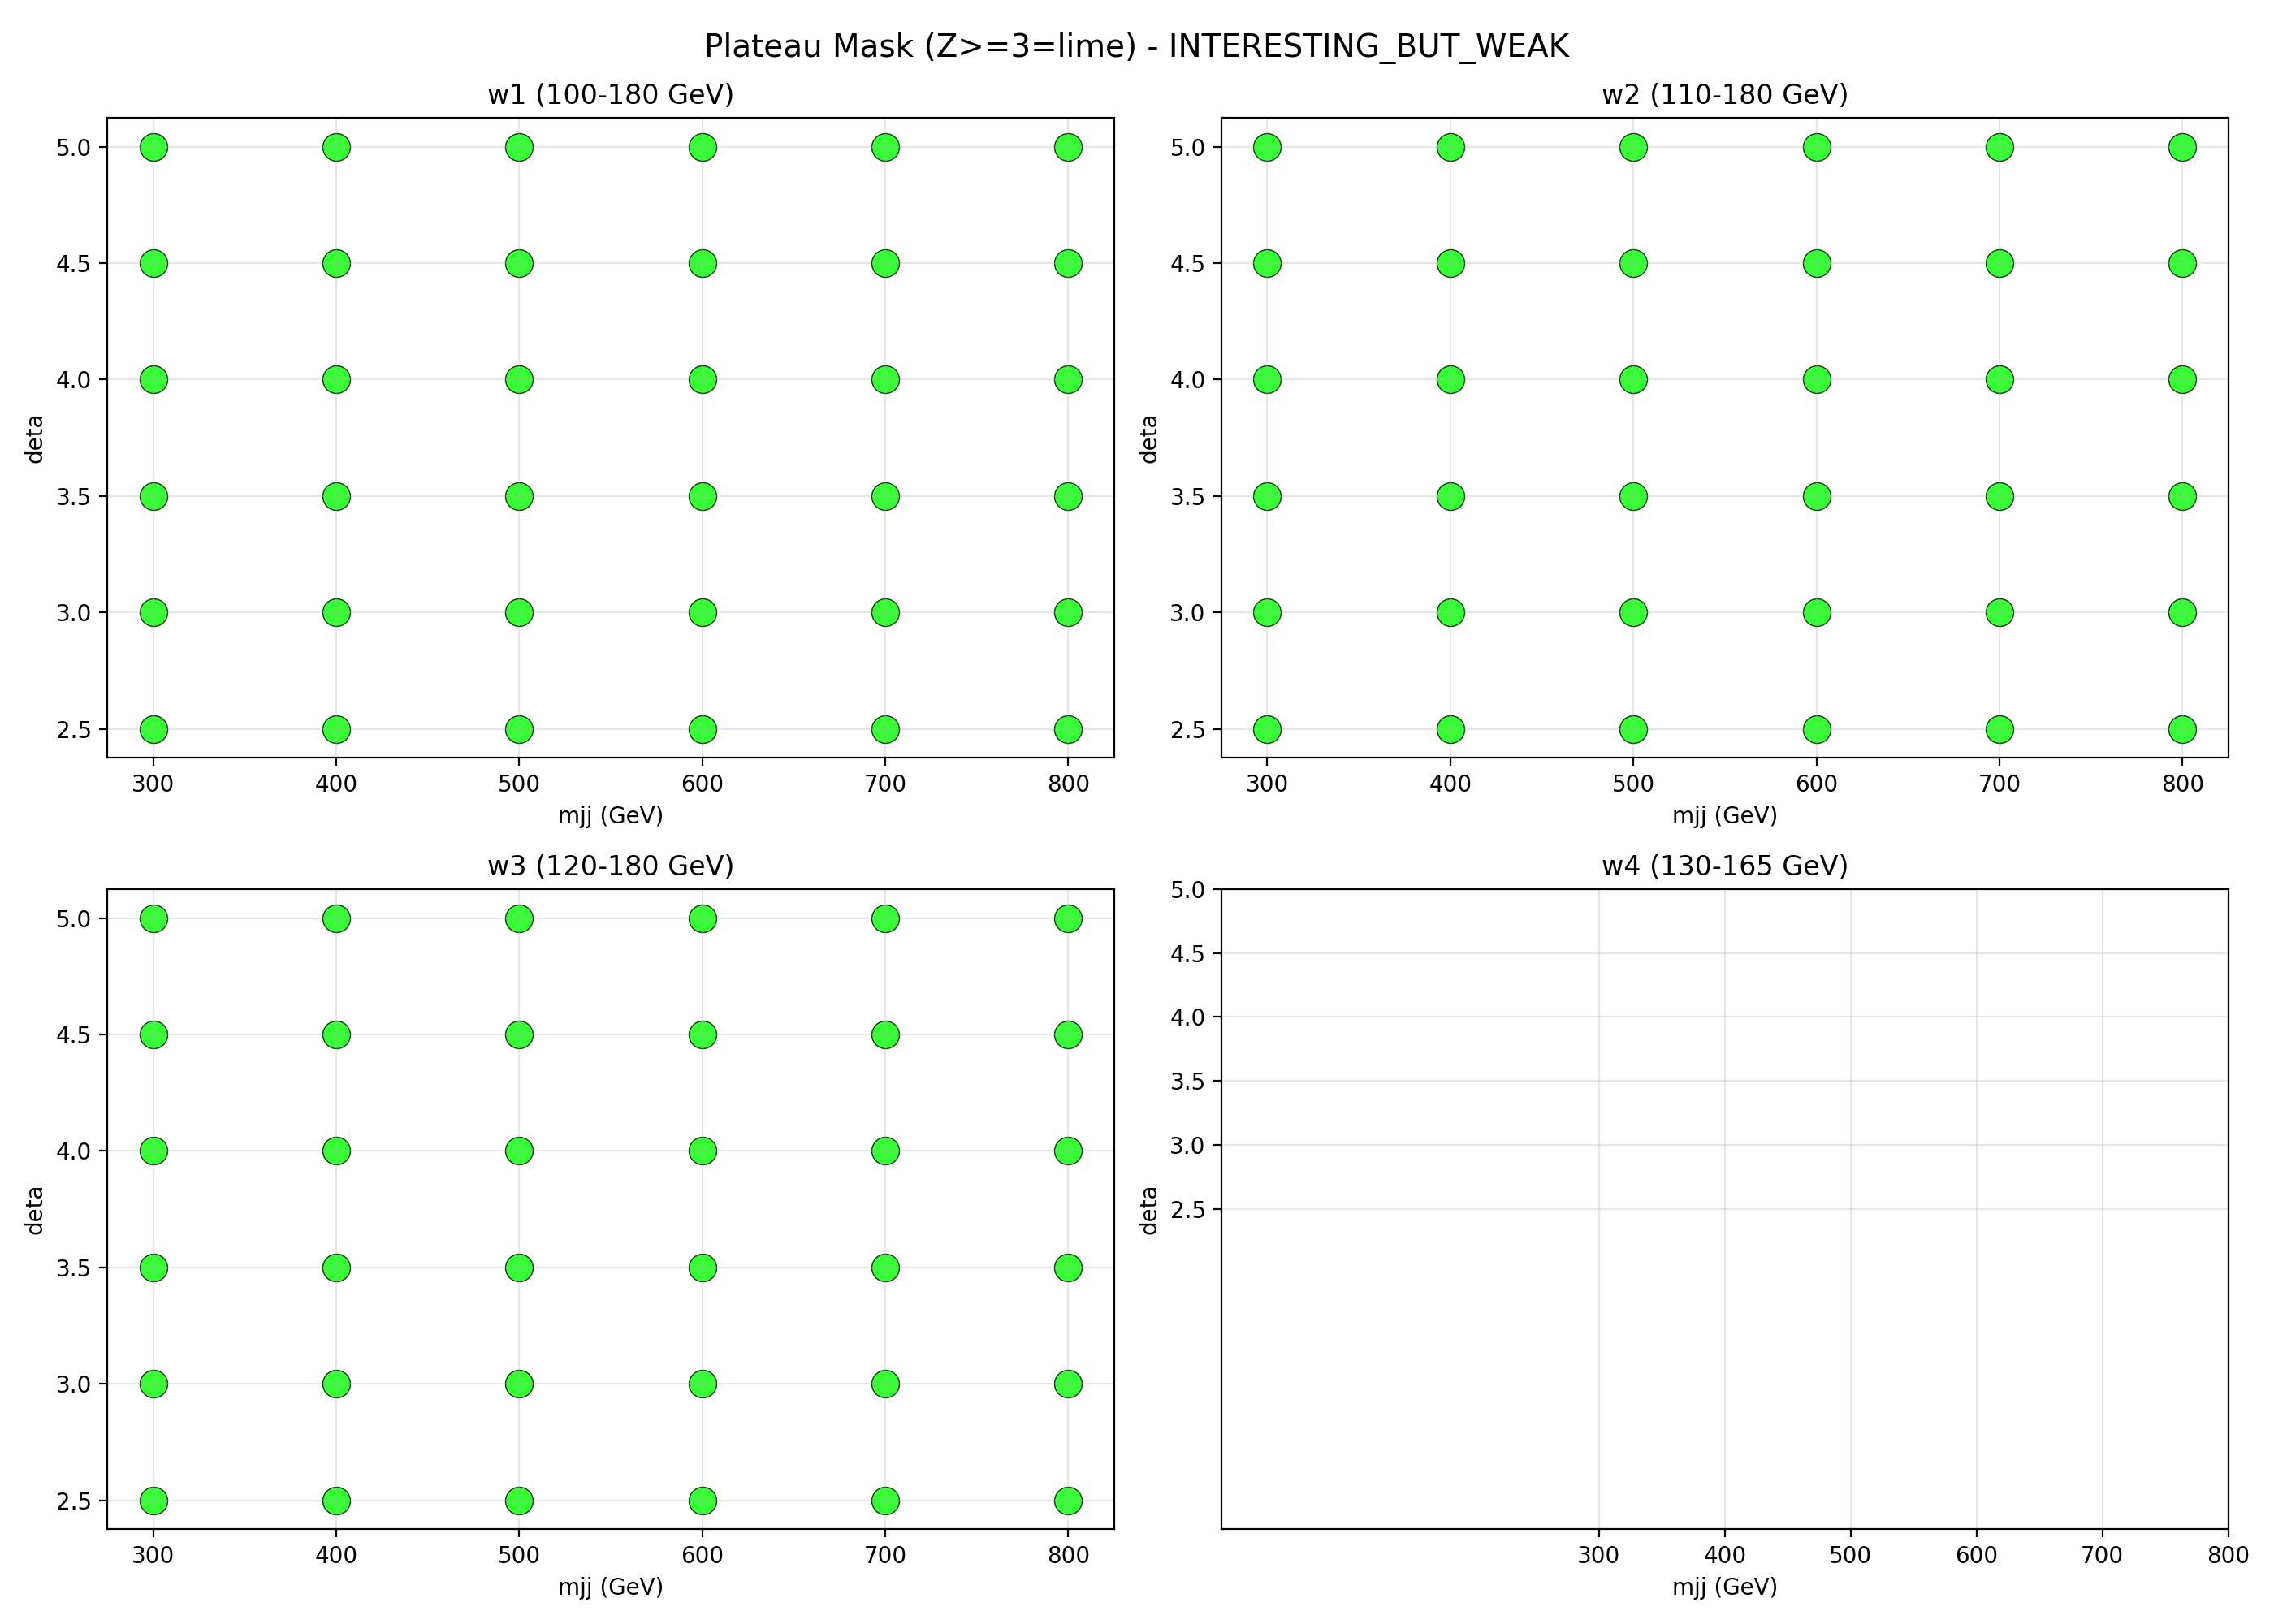 Plateau Mask (Z>=3=lime) - INTERESTING_BUT_WEAK
w1 (100-180 GeV)
5.0
4.5
4.0
3.5
3.0
2.5
deta
300 400 500 600 700 800
mjj (GeV)
w2 (110-180 GeV)
5.0
4.5
4.0
3.5
3.0
2.5
deta
300 400 500 600 700 800
mjj (GeV)
w3 (120-180 GeV)
5.0
4.5
4.0
3.5
3.0
2.5
deta
300 400 500 600 700 800
mjj (GeV)
w4 (130-165 GeV)
5.0
4.5
4.0
3.5
3.0
2.5
deta
300 400 500 600 700 800
mjj (GeV)